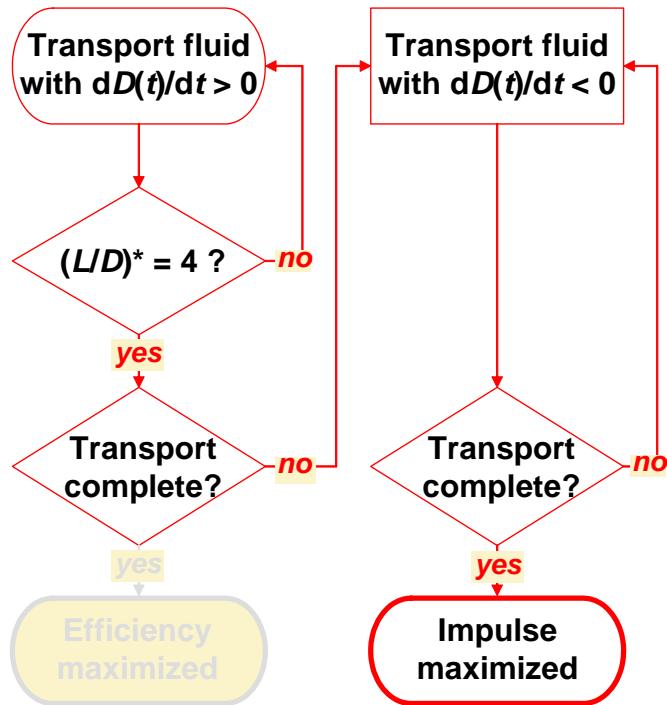 Transport fluid
with dD(t)/dt > 0
(L/D)* = 4 ?
no
yes
Transport
complete?
no
yes
Efficiency
maximized
Transport fluid
with dD(t)/dt < 0
Transport
complete?
no
yes
Impulse
maximized